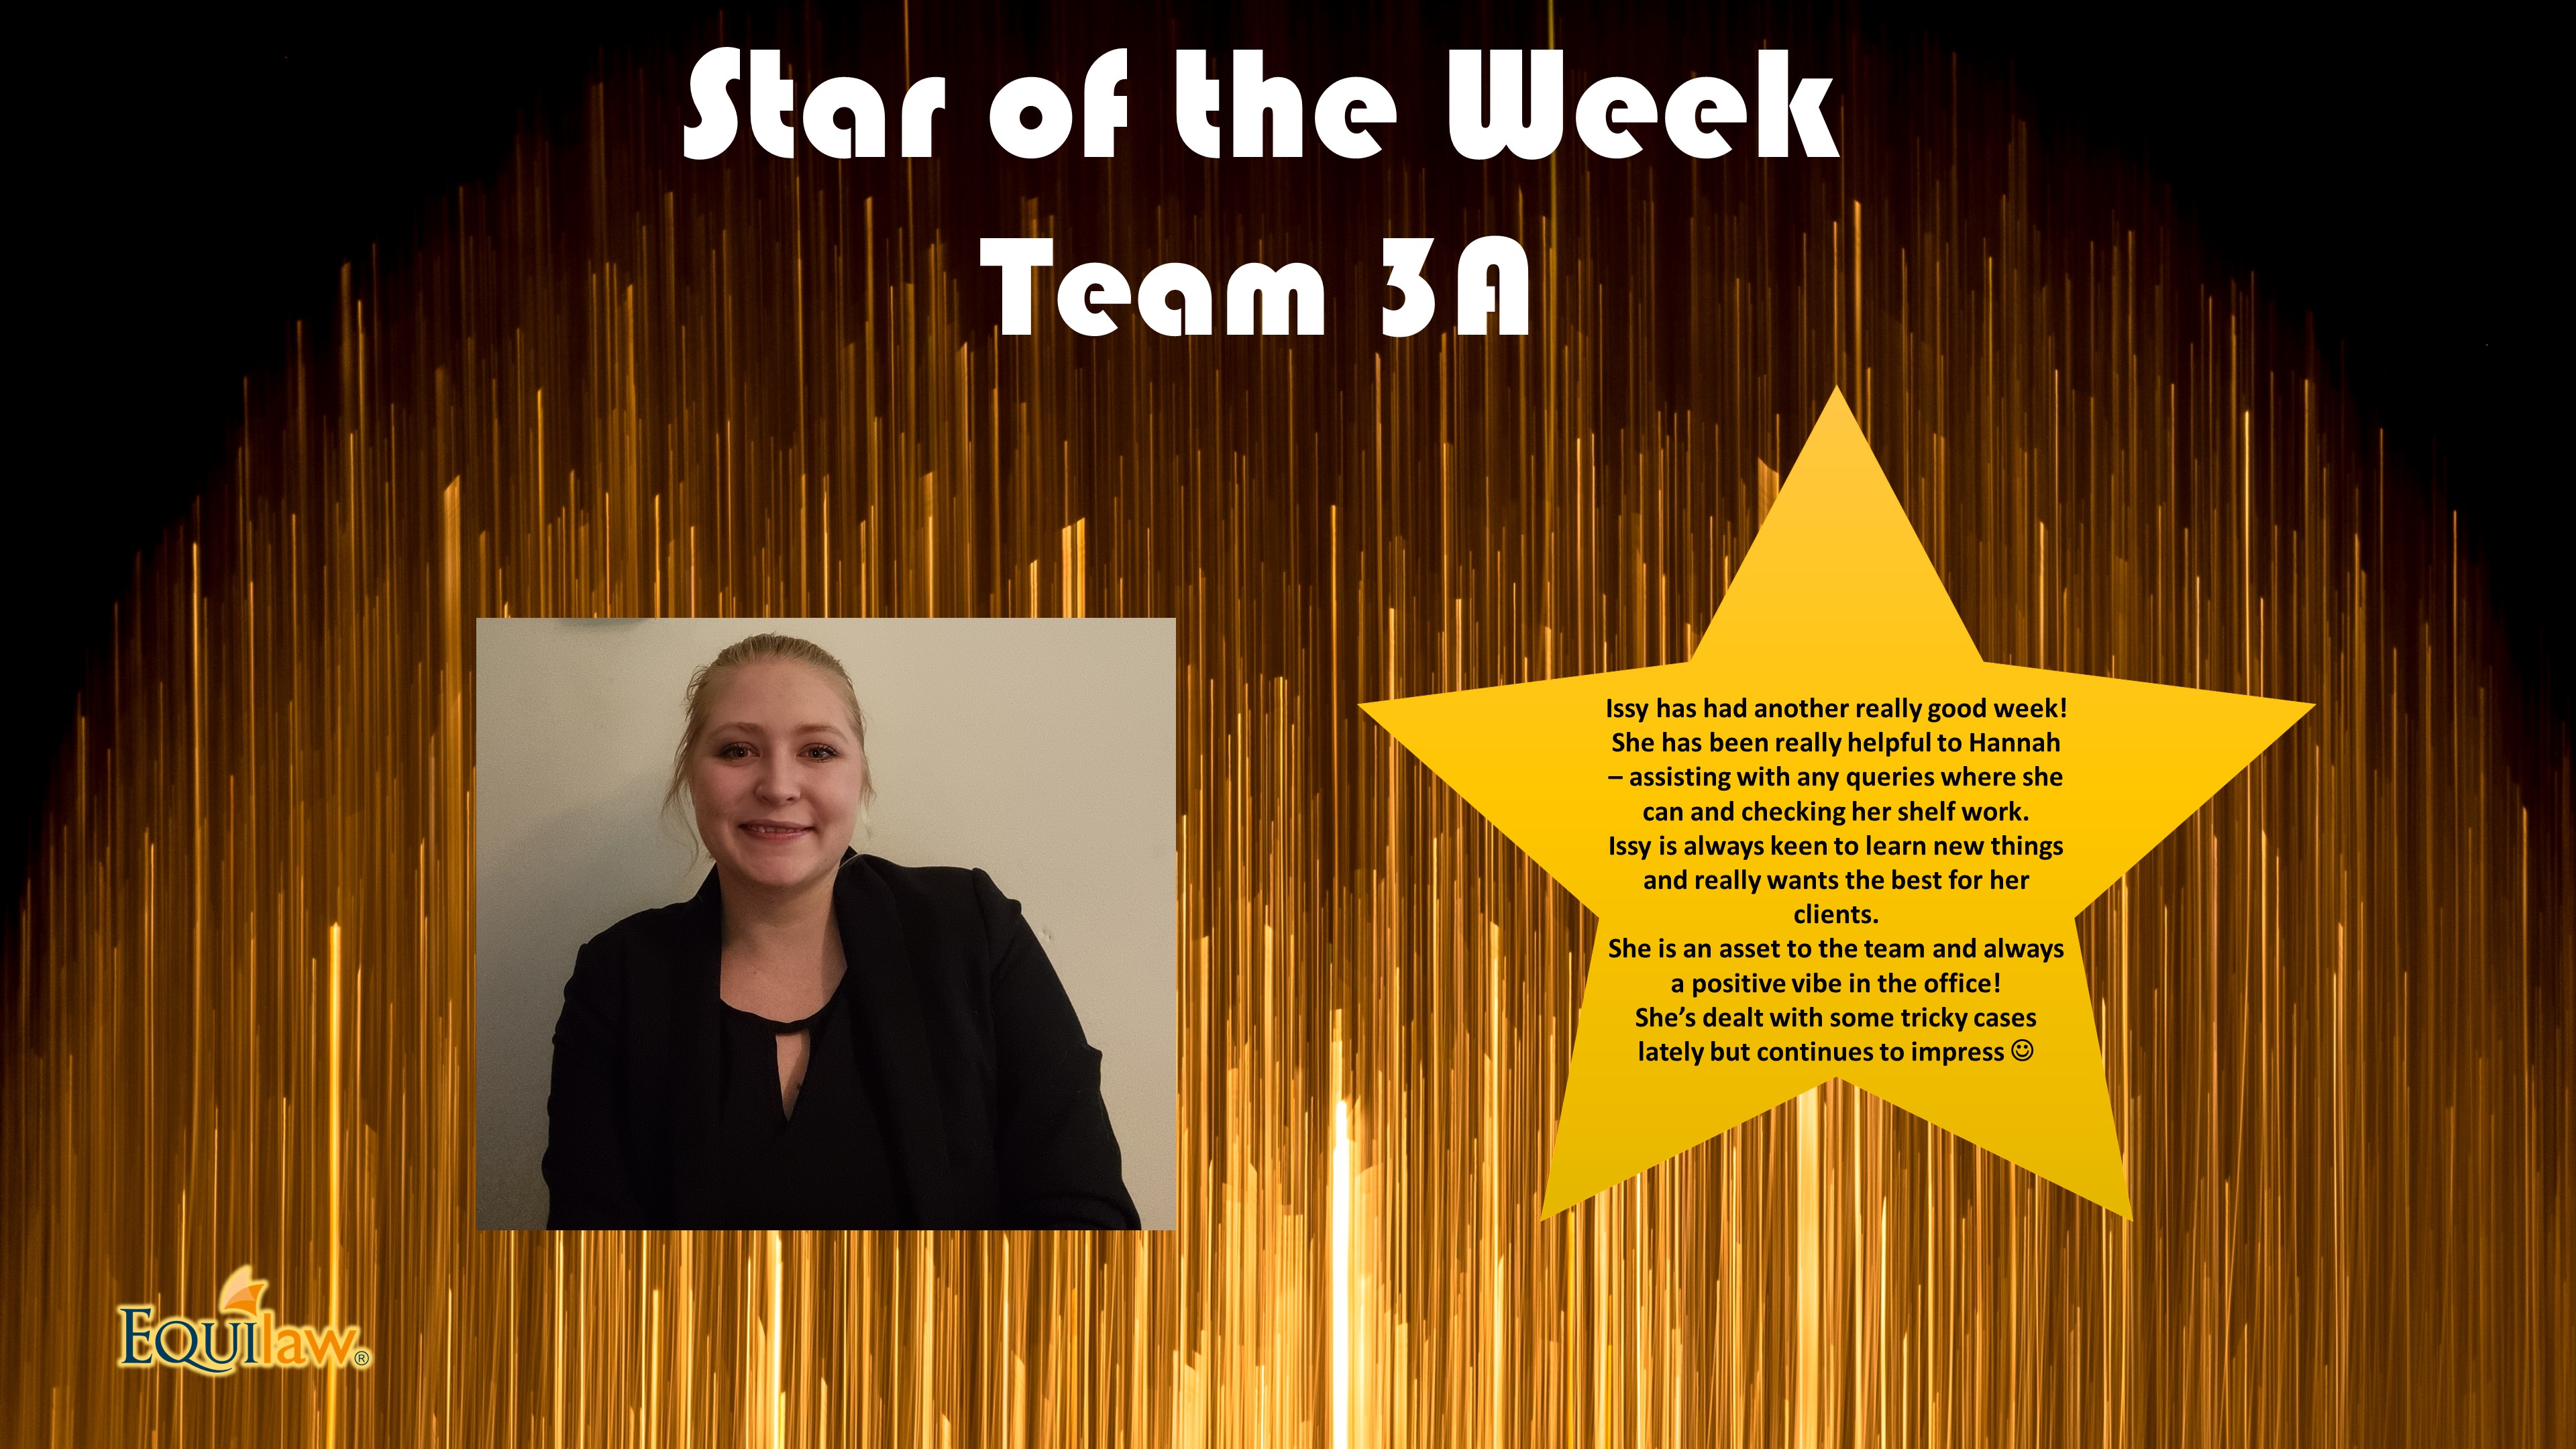 Star of the Week
Team 3A
Issy has had another really good week!
She has been really helpful to Hannah
– assisting with any queries where she
can and checking her shelf work.
Issy is always keen to learn new things
and really wants the best for her
clients.
She is an asset to the team and always
a positive vibe in the office!
She’s dealt with some tricky cases
lately but continues to impress ☺
EQUIlaw®